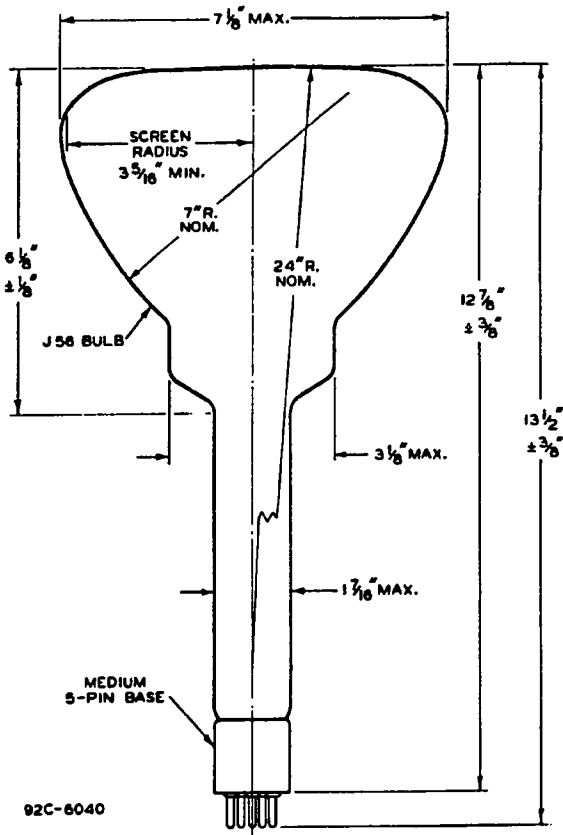 7 1/8" MAX.
SCREEN
RADIUS
3 5/16" MIN.
7" R.
NOM.
24" R.
NOM.
6 1/8"
± 1/8"
12 7/8"
± 3/8"
J56 BULB
13 1/2"
± 3/8"
3 1/8" MAX.
1 7/16" MAX.
MEDIUM
5-PIN BASE
92C-6040